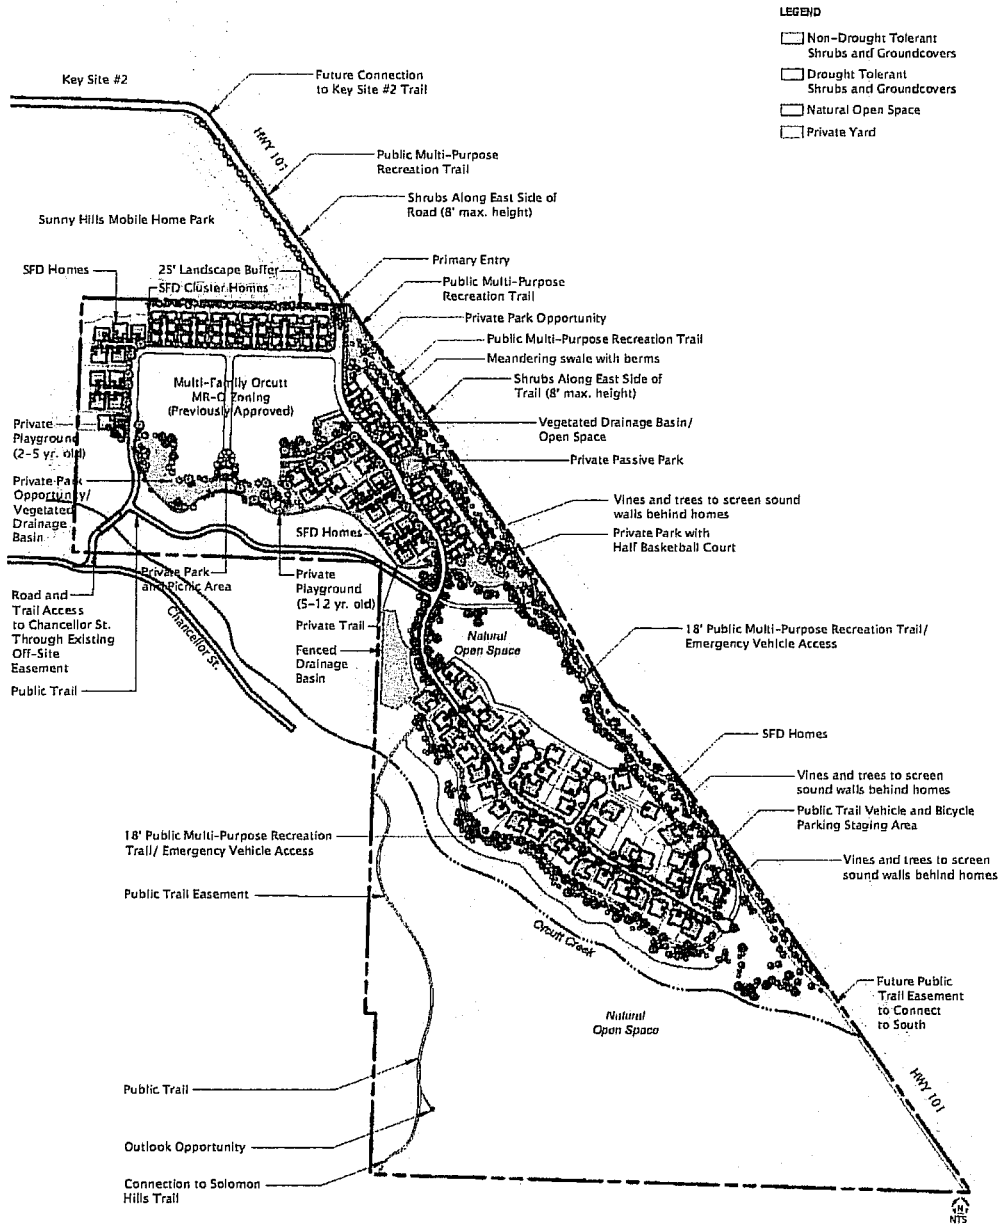 LEGEND
Non-Drought Tolerant
Shrubs and Groundcovers
Drought Tolerant
Shrubs and Groundcovers
Natural Open Space
Private Yard
Key Site #2
Future Connection
to Key Site #2 Trail
HWY 101
Public Multi-Purpose
Recreation Trail
Shrubs Along East Side of
Road (8' max. height)
Sunny Hills Mobile Home Park
SFD Homes
25' Landscape Buffer
SFD Cluster Homes
Primary Entry
Public Multi-Purpose
Recreation Trail
Private Park Opportunity
Public Multi-Purpose Recreation Trail
Meandering swale with berms
Shrubs Along East Side of
Trail (8' max. height)
Multi-Family Orcutt
MR-O Zoning
(Previously Approved)
Vegetated Drainage Basin/
Open Space
Private Passive Park
Private
Playground
(2-5 yr. old)
Private Park
Opportunity/
Vegetated
Drainage
Basin
Vines and trees to screen sound
walls behind homes
Private Park with
Half Basketball Court
SFD Homes
Private Park
and Picnic Area
Private
Playground
(5-12 yr. old)
Road and
Trail Access
to Chancellor St.
Through Existing
Off-Site
Easement
Chancellor St.
Private Trail
Fenced
Drainage
Basin
Natural
Open Space
18' Public Multi-Purpose Recreation Trail/
Emergency Vehicle Access
Public Trail
SFD Homes
Vines and trees to screen
sound walls behind homes
Public Trail Vehicle and Bicycle
Parking Staging Area
18' Public Multi-Purpose Recreation
Trail/ Emergency Vehicle Access
Vines and trees to screen
sound walls behind homes
Public Trail Easement
Orcutt Creek
Future Public
Trail Easement
to Connect
to South
Natural
Open Space
HWY 101
Public Trail
Outlook Opportunity
Connection to Solomon
Hills Trail
N
NTS